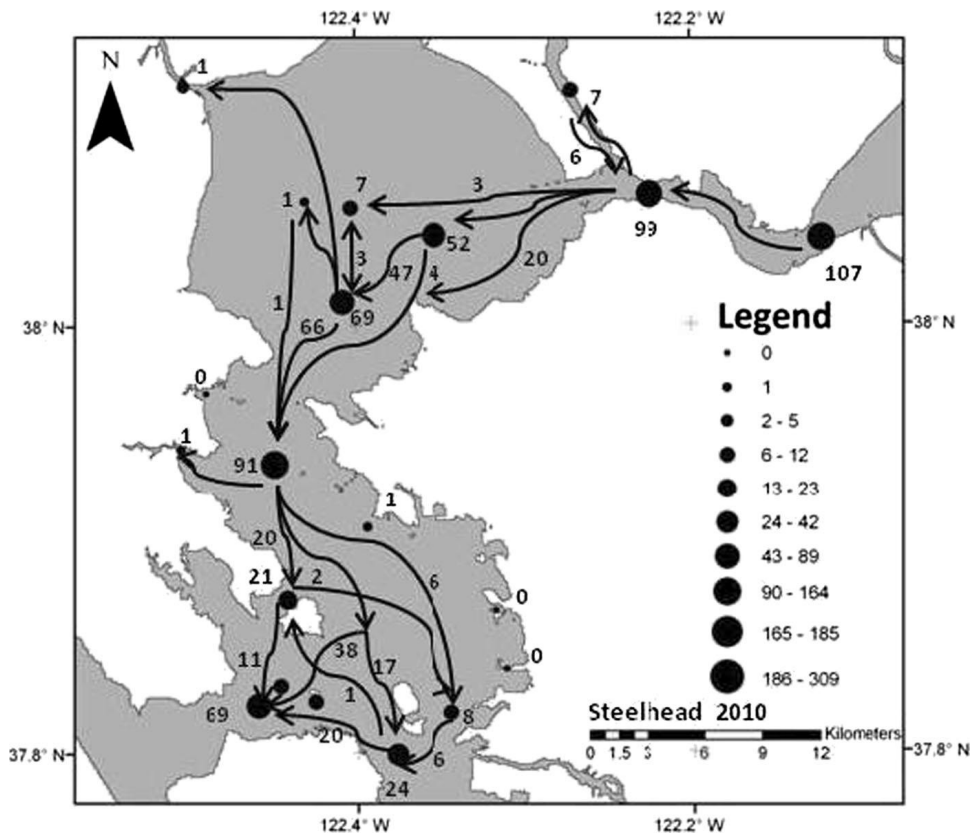 122.4° W 122.2° W
N
1
7
6
3
7
1
99
52
20
107
3
47
4
1
66
69
38° N
38° N
Legend
0
1
2 - 5
6 - 12
13 - 23
24 - 42
43 - 89
90 - 164
165 - 185
186 - 309
0
1
91
1
20
21
2
6
0
38
11
17
0
1
69
20
8
6
24
Steelhead 2010
Kilometers
0 1.5 3 6 9 12
37.8° N
37.8° N
122.4° W 122.2° W